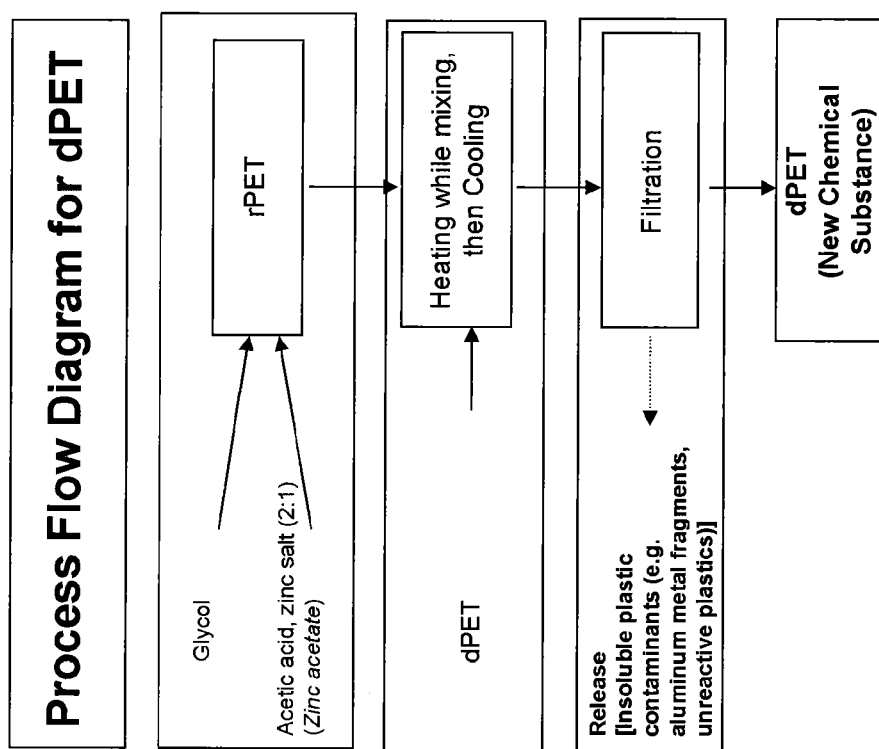 Process Flow Diagram for dPET
Glycol
Acetic acid, zinc salt (2:1)
(Zinc acetate)
rPET
dPET
Heating while mixing,
then Cooling
Release
[Insoluble plastic
contaminants (e.g.
aluminum metal fragments,
unreactive plastics)]
Filtration
dPET
(New Chemical
Substance)